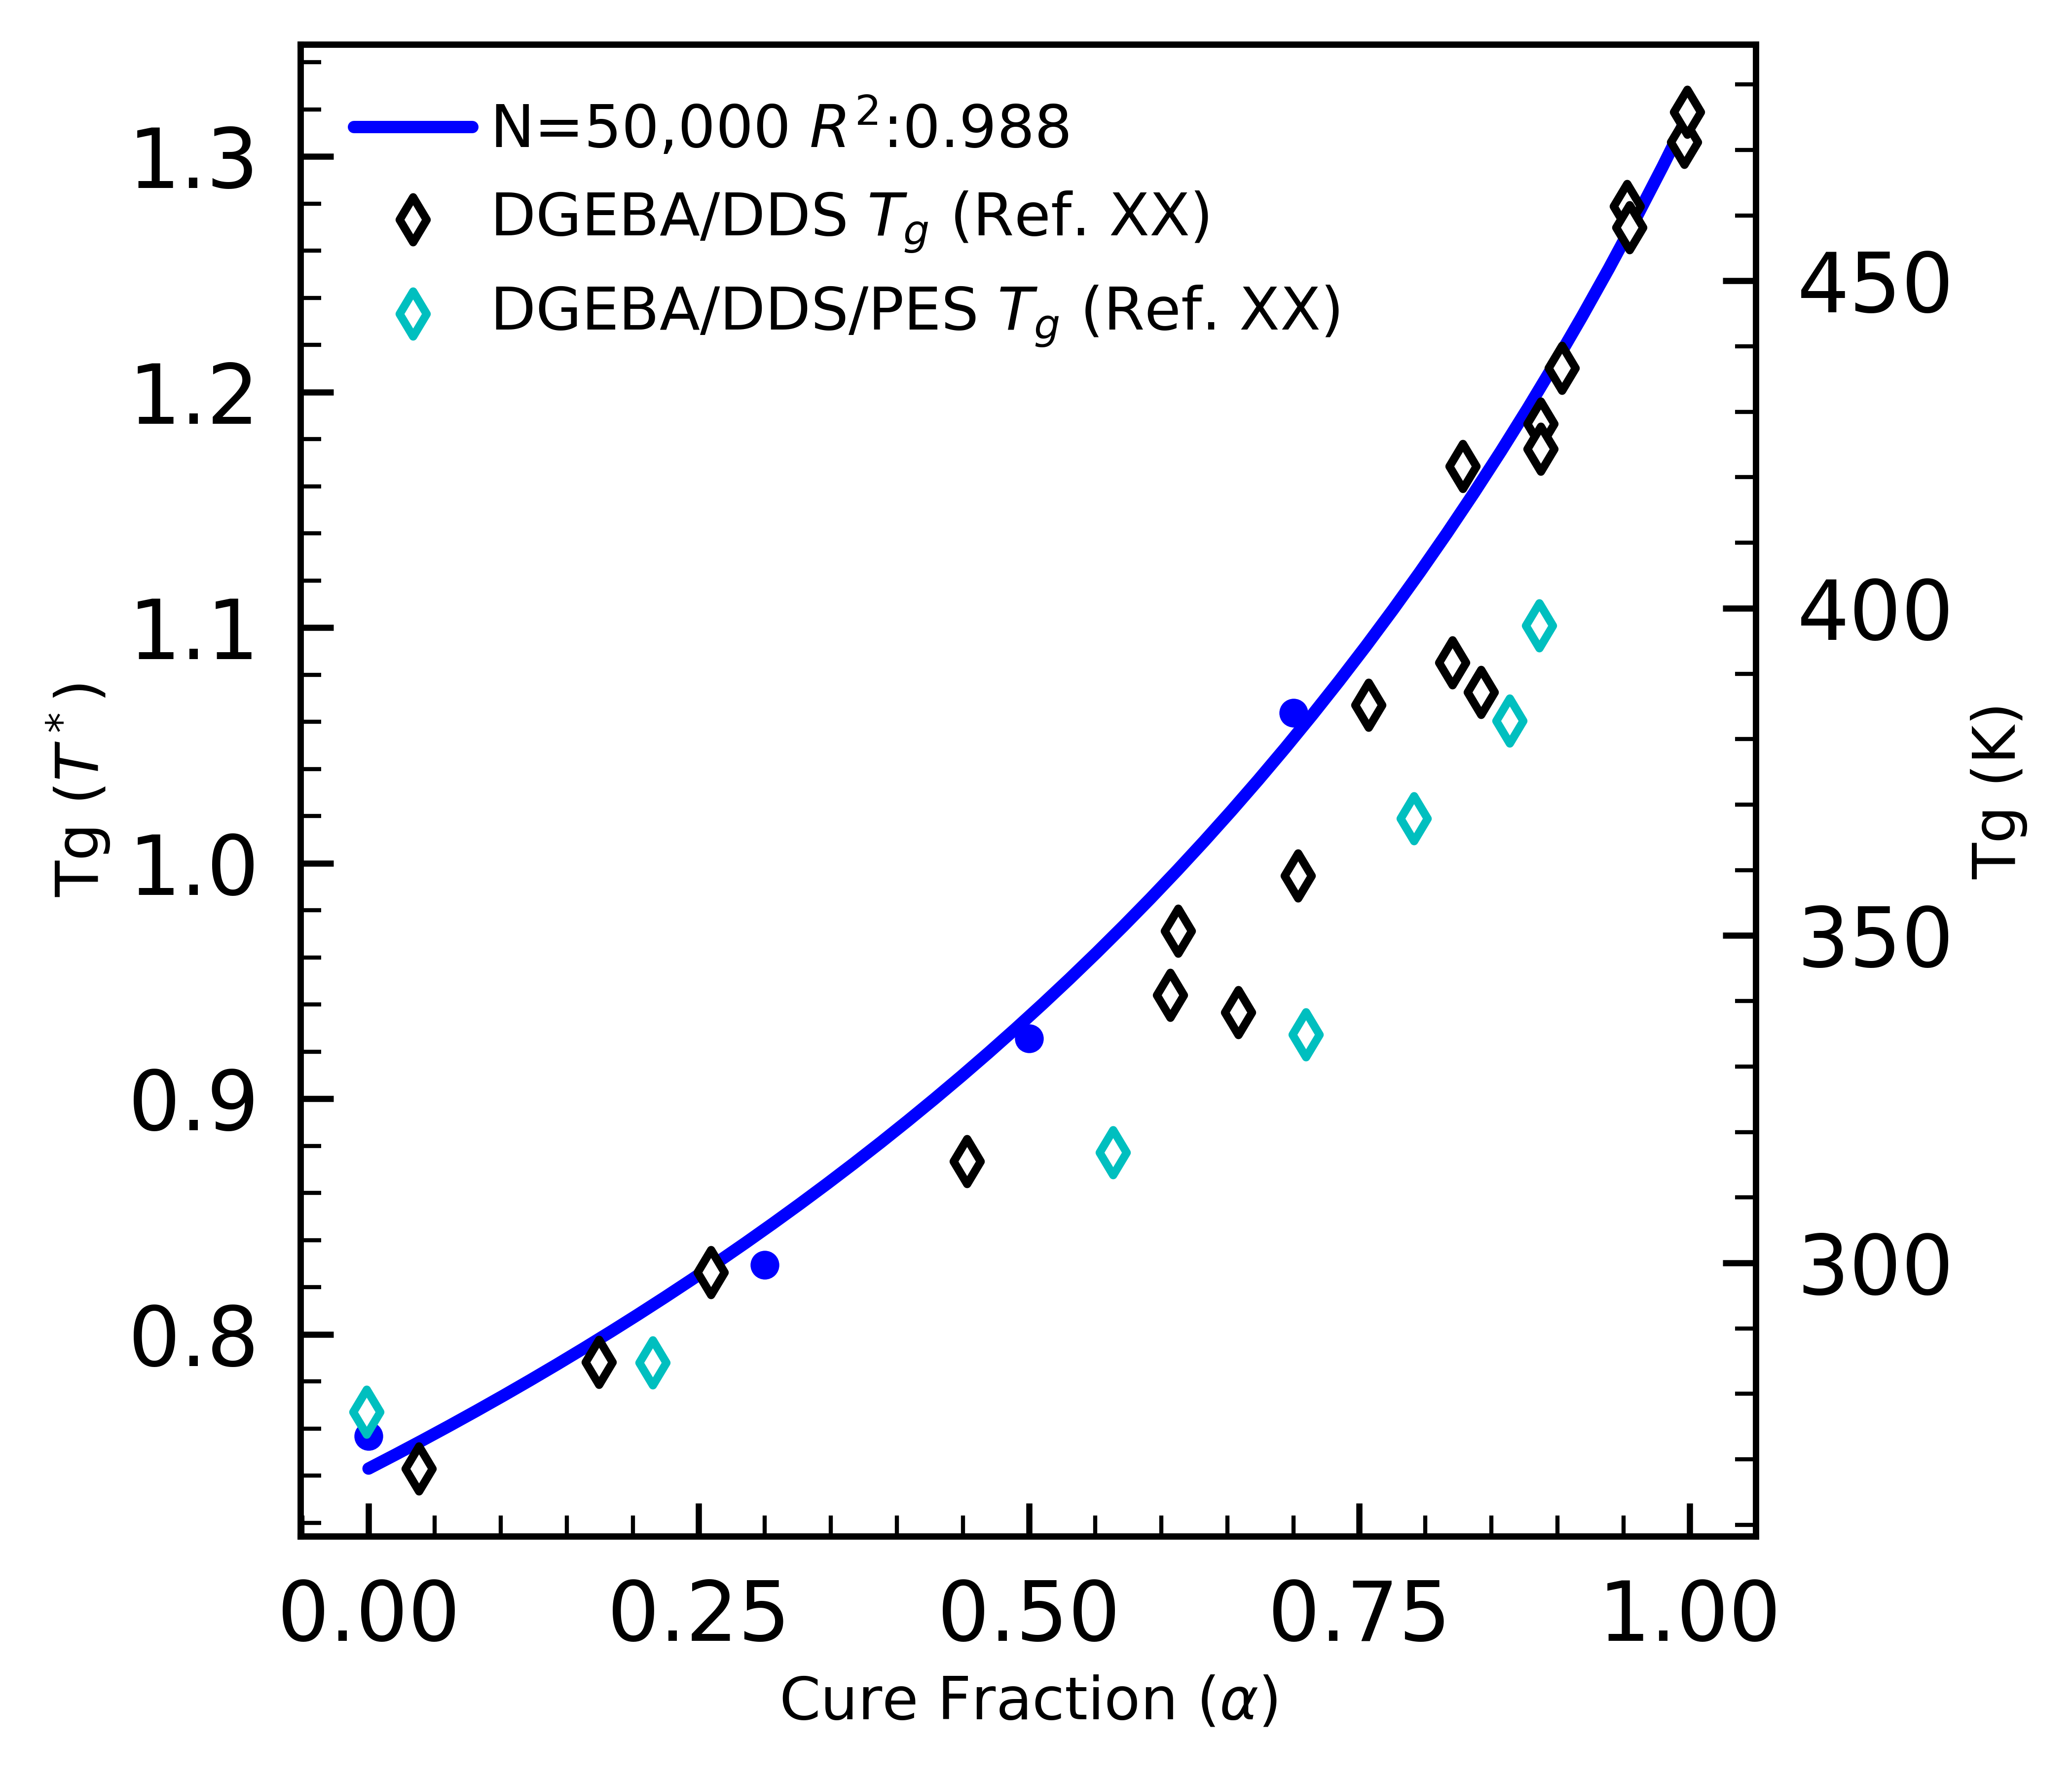 N=50,000 R²:0.988
DGEBA/DDS Tg (Ref. XX)
DGEBA/DDS/PES Tg (Ref. XX)
1.3
1.2
1.1
1.0
0.9
0.8
Tg (T*)
450
400
350
300
Tg (K)
0.00 0.25 0.50 0.75 1.00
Cure Fraction (α)